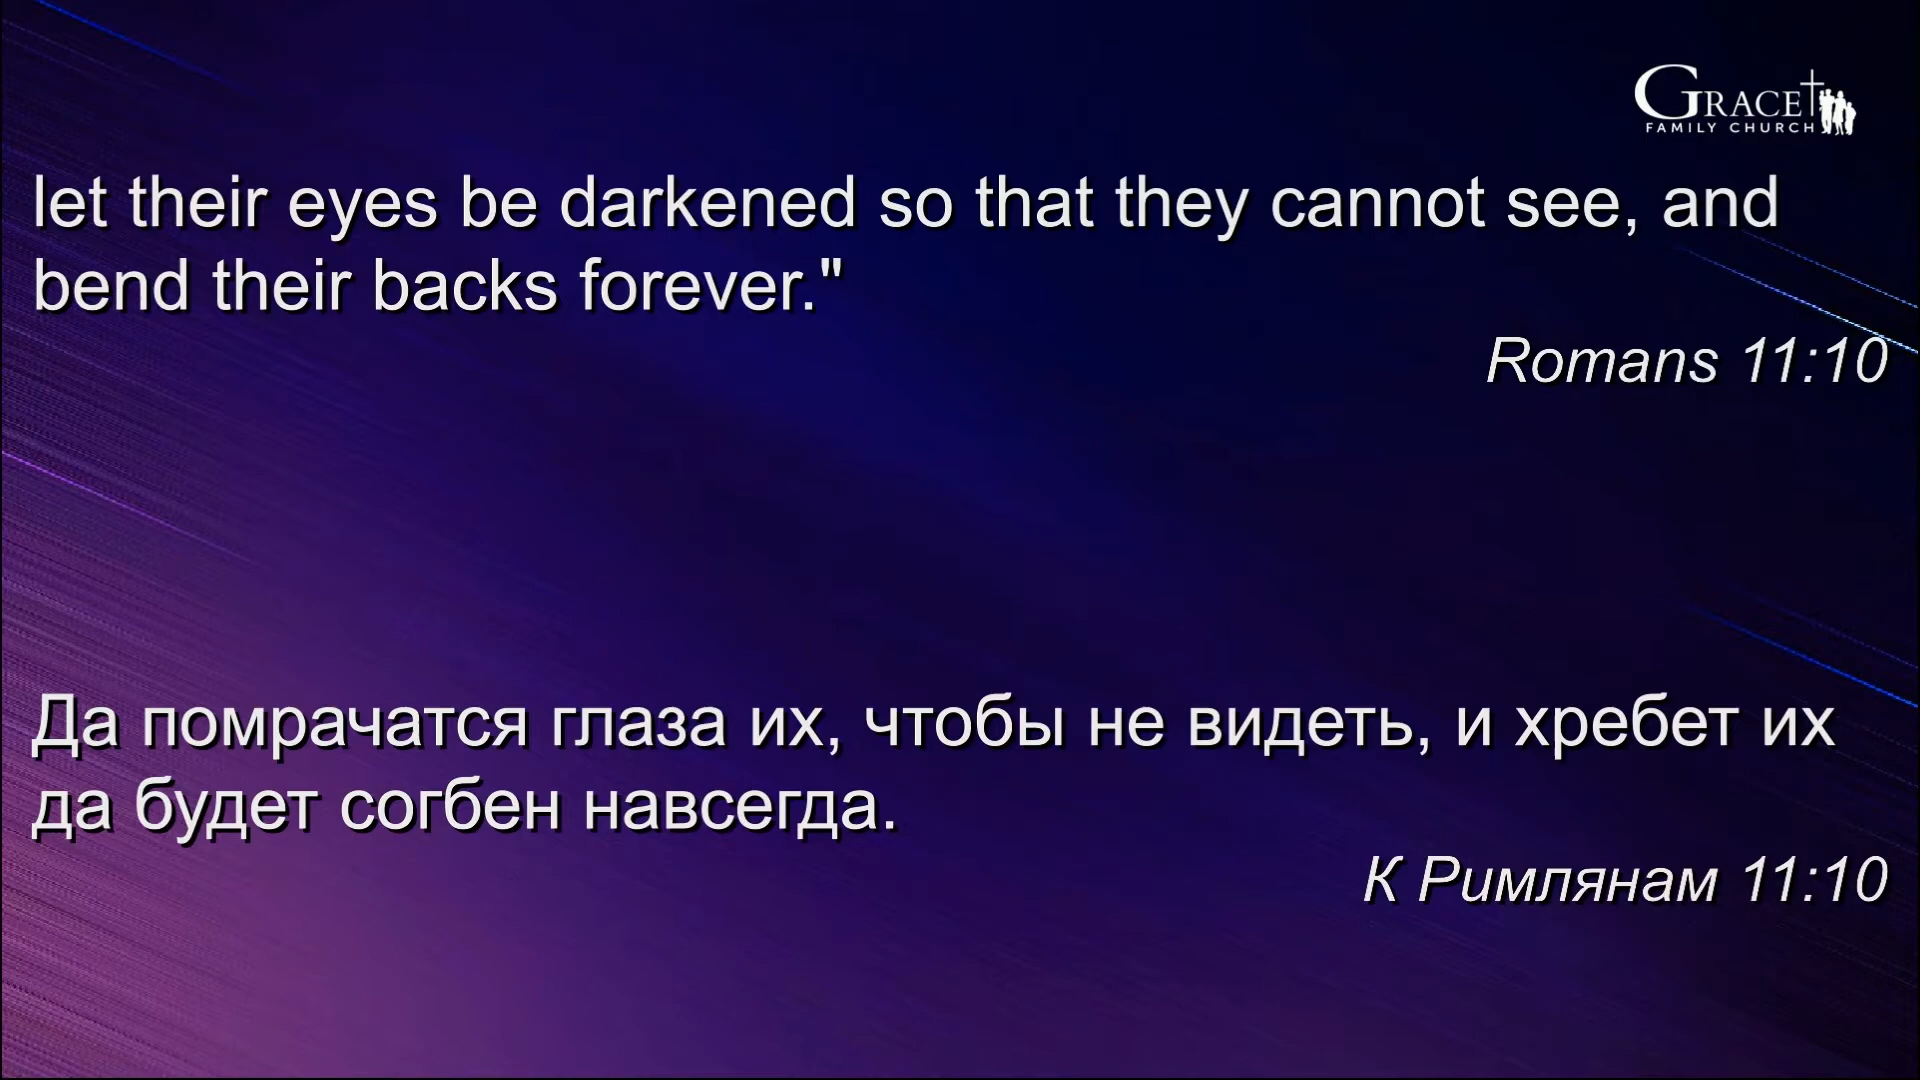 GRACE
FAMILY CHURCH
let their eyes be darkened so that they cannot see, and
bend their backs forever."
Romans 11:10
Да помрачатся глаза их, чтобы не видеть, и хребет их
да будет согбен навсегда.
К Римлянам 11:10